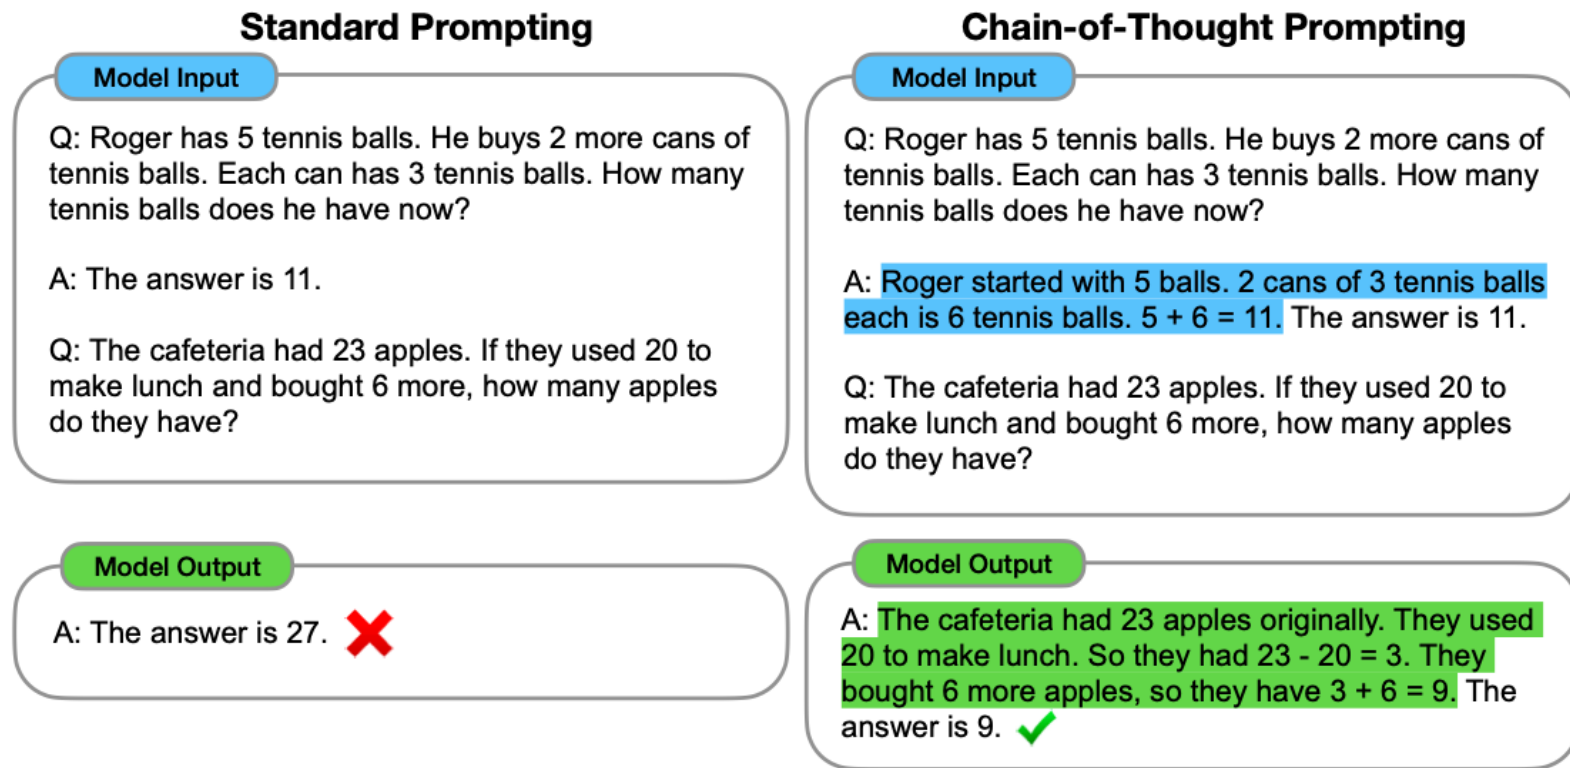 Standard Prompting
Model Input
Q: Roger has 5 tennis balls. He buys 2 more cans of
tennis balls. Each can has 3 tennis balls. How many
tennis balls does he have now?
A: The answer is 11.
Q: The cafeteria had 23 apples. If they used 20 to
make lunch and bought 6 more, how many apples
do they have?
Model Output
A: The answer is 27.
Chain-of-Thought Prompting
Model Input
Q: Roger has 5 tennis balls. He buys 2 more cans of
tennis balls. Each can has 3 tennis balls. How many
tennis balls does he have now?
A: Roger started with 5 balls. 2 cans of 3 tennis balls
each is 6 tennis balls. 5 + 6 = 11. The answer is 11.
Q: The cafeteria had 23 apples. If they used 20 to
make lunch and bought 6 more, how many apples
do they have?
Model Output
A: The cafeteria had 23 apples originally. They used
20 to make lunch. So they had 23 - 20 = 3. They
bought 6 more apples, so they have 3 + 6 = 9. The
answer is 9.